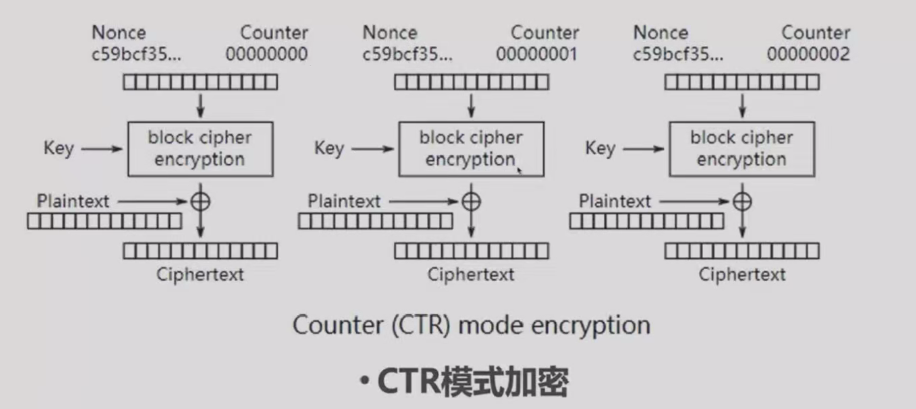 Nonce Counter Nonce Counter Nonce Counter
c59bcf35... 00000000 c59bcf35... 00000001 c59bcf35... 00000002
Key block cipher encryption Key block cipher encryption Key block cipher encryption
Plaintext Plaintext Plaintext
Ciphertext Ciphertext Ciphertext
Counter (CTR) mode encryption
• CTR模式加密